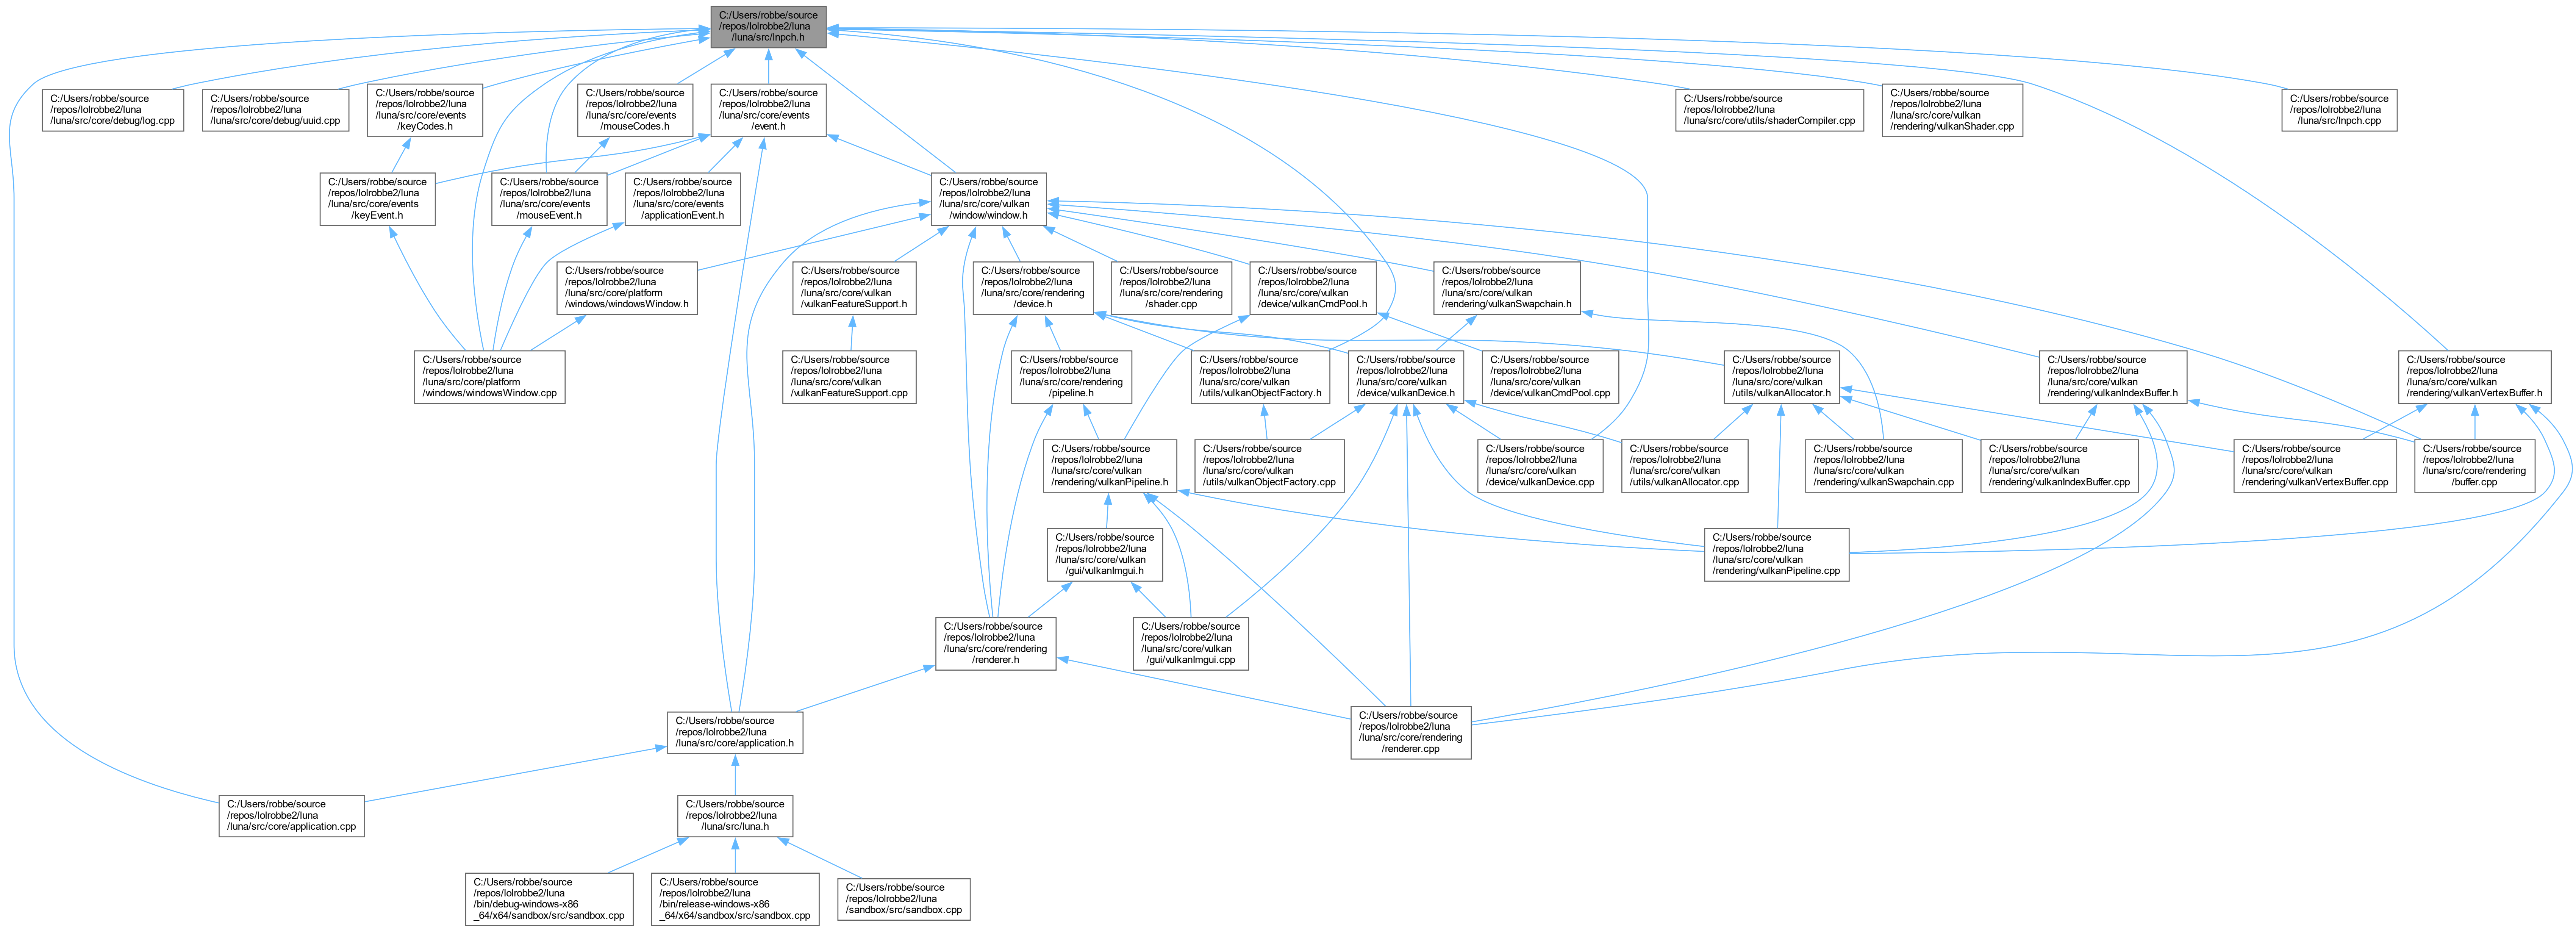 C:/Users/robbe/source
/repos/lolrobbe2/luna
/luna/src/lnpch.h
C:/Users/robbe/source
/repos/lolrobbe2/luna
/luna/src/core/debug/log.cpp
C:/Users/robbe/source
/repos/lolrobbe2/luna
/luna/src/core/debug/uuid.cpp
C:/Users/robbe/source
/repos/lolrobbe2/luna
/luna/src/core/events
/keyCodes.h
C:/Users/robbe/source
/repos/lolrobbe2/luna
/luna/src/core/events
/mouseCodes.h
C:/Users/robbe/source
/repos/lolrobbe2/luna
/luna/src/core/events
/event.h
C:/Users/robbe/source
/repos/lolrobbe2/luna
/luna/src/core/utils/shaderCompiler.cpp
C:/Users/robbe/source
/repos/lolrobbe2/luna
/luna/src/core/vulkan
/rendering/vulkanShader.cpp
C:/Users/robbe/source
/repos/lolrobbe2/luna
/luna/src/lnpch.cpp
C:/Users/robbe/source
/repos/lolrobbe2/luna
/luna/src/core/events
/keyEvent.h
C:/Users/robbe/source
/repos/lolrobbe2/luna
/luna/src/core/events
/mouseEvent.h
C:/Users/robbe/source
/repos/lolrobbe2/luna
/luna/src/core/events
/applicationEvent.h
C:/Users/robbe/source
/repos/lolrobbe2/luna
/luna/src/core/vulkan
/window/window.h
C:/Users/robbe/source
/repos/lolrobbe2/luna
/luna/src/core/platform
/windows/windowsWindow.h
C:/Users/robbe/source
/repos/lolrobbe2/luna
/luna/src/core/vulkan
/vulkanFeatureSupport.h
C:/Users/robbe/source
/repos/lolrobbe2/luna
/luna/src/core/rendering
/device.h
C:/Users/robbe/source
/repos/lolrobbe2/luna
/luna/src/core/rendering
/shader.cpp
C:/Users/robbe/source
/repos/lolrobbe2/luna
/luna/src/core/vulkan
/device/vulkanCmdPool.h
C:/Users/robbe/source
/repos/lolrobbe2/luna
/luna/src/core/vulkan
/rendering/vulkanSwapchain.h
C:/Users/robbe/source
/repos/lolrobbe2/luna
/luna/src/core/platform
/windows/windowsWindow.cpp
C:/Users/robbe/source
/repos/lolrobbe2/luna
/luna/src/core/vulkan
/vulkanFeatureSupport.cpp
C:/Users/robbe/source
/repos/lolrobbe2/luna
/luna/src/core/rendering
/pipeline.h
C:/Users/robbe/source
/repos/lolrobbe2/luna
/luna/src/core/vulkan
/utils/vulkanObjectFactory.h
C:/Users/robbe/source
/repos/lolrobbe2/luna
/luna/src/core/vulkan
/device/vulkanDevice.h
C:/Users/robbe/source
/repos/lolrobbe2/luna
/luna/src/core/vulkan
/device/vulkanCmdPool.cpp
C:/Users/robbe/source
/repos/lolrobbe2/luna
/luna/src/core/vulkan
/utils/vulkanAllocator.h
C:/Users/robbe/source
/repos/lolrobbe2/luna
/luna/src/core/vulkan
/rendering/vulkanIndexBuffer.h
C:/Users/robbe/source
/repos/lolrobbe2/luna
/luna/src/core/vulkan
/rendering/vulkanVertexBuffer.h
C:/Users/robbe/source
/repos/lolrobbe2/luna
/luna/src/core/vulkan
/rendering/vulkanPipeline.h
C:/Users/robbe/source
/repos/lolrobbe2/luna
/luna/src/core/vulkan
/utils/vulkanObjectFactory.cpp
C:/Users/robbe/source
/repos/lolrobbe2/luna
/luna/src/core/vulkan
/device/vulkanDevice.cpp
C:/Users/robbe/source
/repos/lolrobbe2/luna
/luna/src/core/vulkan
/utils/vulkanAllocator.cpp
C:/Users/robbe/source
/repos/lolrobbe2/luna
/luna/src/core/vulkan
/rendering/vulkanSwapchain.cpp
C:/Users/robbe/source
/repos/lolrobbe2/luna
/luna/src/core/vulkan
/rendering/vulkanIndexBuffer.cpp
C:/Users/robbe/source
/repos/lolrobbe2/luna
/luna/src/core/vulkan
/rendering/vulkanVertexBuffer.cpp
C:/Users/robbe/source
/repos/lolrobbe2/luna
/luna/src/core/rendering
/buffer.cpp
C:/Users/robbe/source
/repos/lolrobbe2/luna
/luna/src/core/vulkan
/gui/vulkanImgui.h
C:/Users/robbe/source
/repos/lolrobbe2/luna
/luna/src/core/vulkan
/rendering/vulkanPipeline.cpp
C:/Users/robbe/source
/repos/lolrobbe2/luna
/luna/src/core/rendering
/renderer.h
C:/Users/robbe/source
/repos/lolrobbe2/luna
/luna/src/core/vulkan
/gui/vulkanImgui.cpp
C:/Users/robbe/source
/repos/lolrobbe2/luna
/luna/src/core/application.h
C:/Users/robbe/source
/repos/lolrobbe2/luna
/luna/src/core/rendering
/renderer.cpp
C:/Users/robbe/source
/repos/lolrobbe2/luna
/luna/src/core/application.cpp
C:/Users/robbe/source
/repos/lolrobbe2/luna
/luna/src/luna.h
C:/Users/robbe/source
/repos/lolrobbe2/luna
/bin/debug-windows-x86
_64/x64/sandbox/src/sandbox.cpp
C:/Users/robbe/source
/repos/lolrobbe2/luna
/bin/release-windows-x86
_64/x64/sandbox/src/sandbox.cpp
C:/Users/robbe/source
/repos/lolrobbe2/luna
/sandbox/src/sandbox.cpp